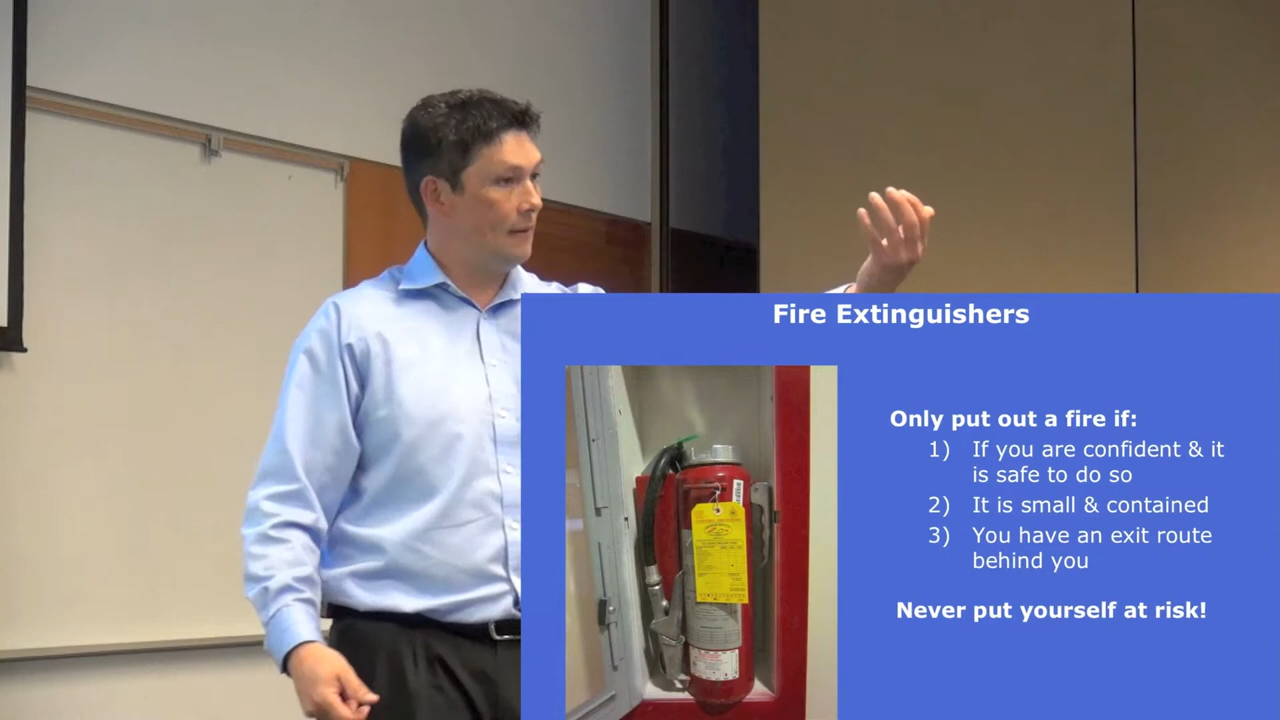 Fire Extinguishers
Only put out a fire if:
1) If you are confident & it
is safe to do so
2) It is small & contained
3) You have an exit route
behind you
Never put yourself at risk!